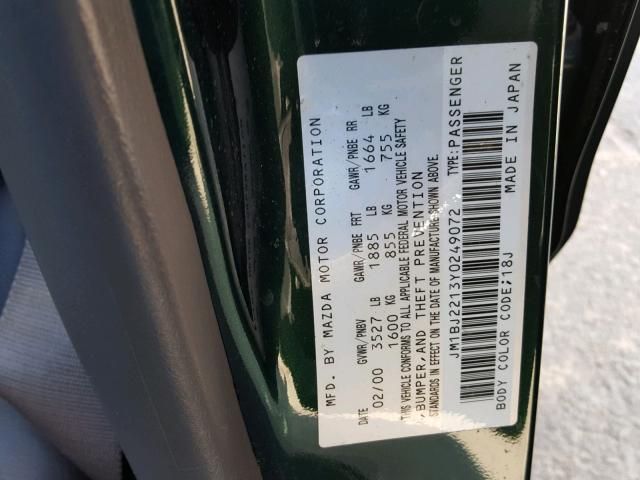 MFD. BY MAZDA MOTOR CORPORATION
DATE GVWR/PNBV GAWR/PNBE FRT GAWR/PNBE RR
02/00 3527 LB 1885 LB 1664 LB
1600 KG 855 KG 755 KG
THIS VEHICLE CONFORMS TO ALL APPLICABLE FEDERAL MOTOR VEHICLE SAFETY
,BUMPER,AND THEFT PREVENTION
STANDARDS IN EFFECT ON THE DATE OF MANUFACTURE SHOWN ABOVE.
JM1BJ2213Y0249072 TYPE:PASSENGER
BODY COLOR CODE;18J MADE IN JAPAN